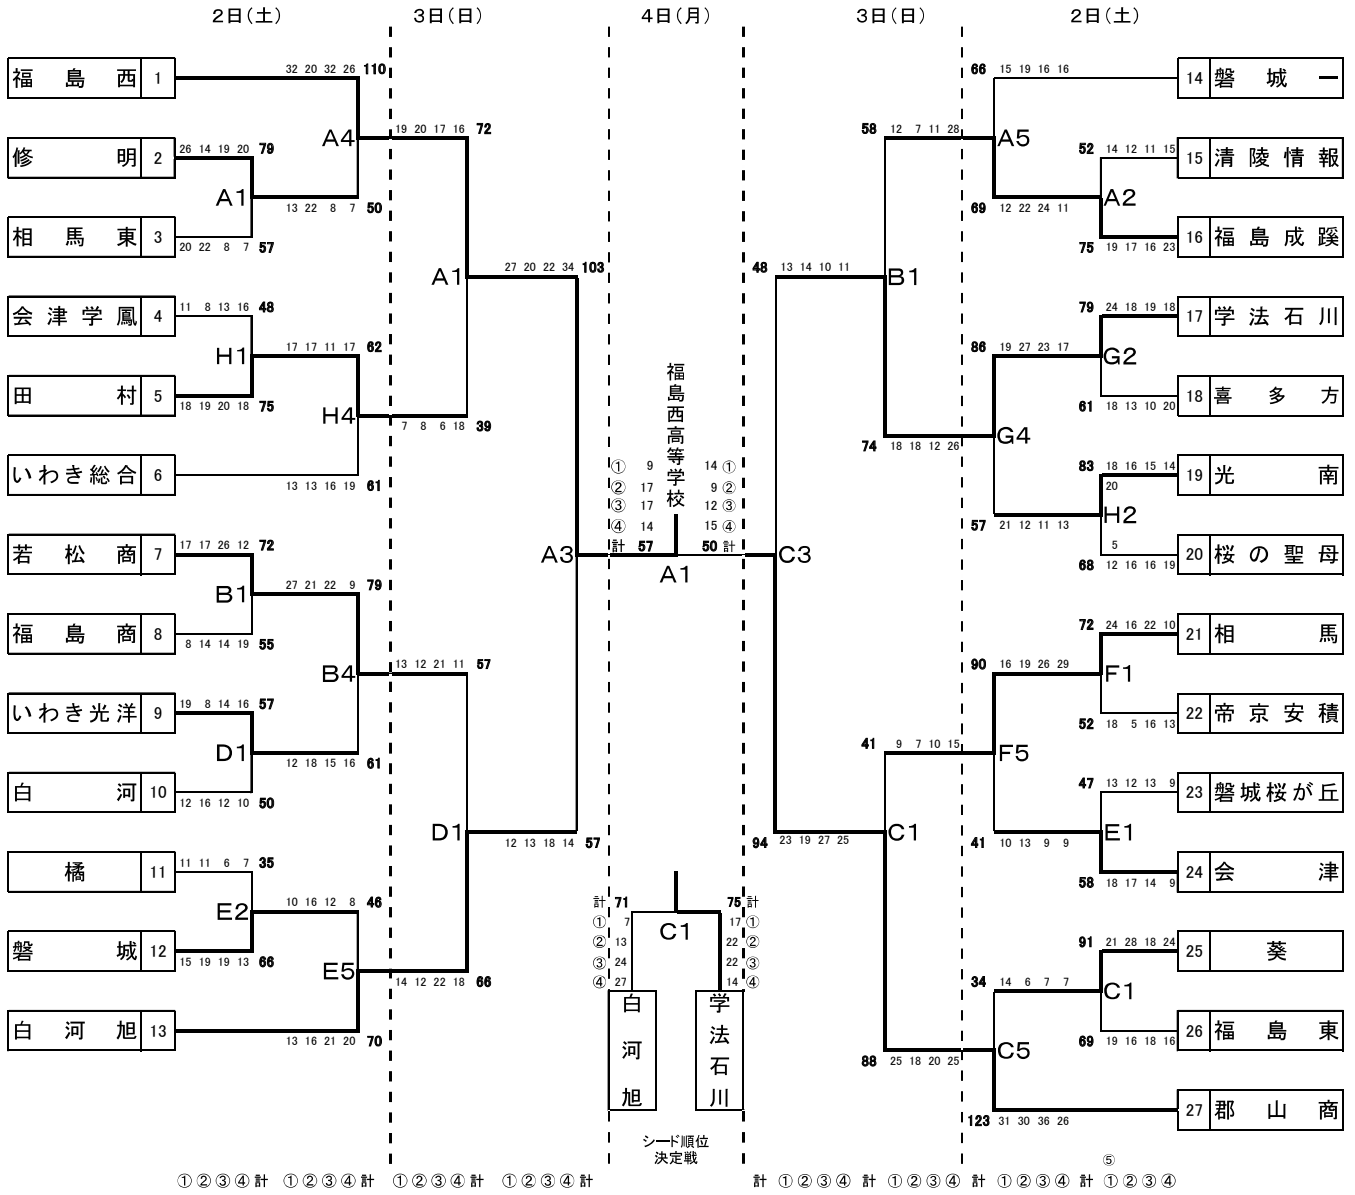 2日(土) 3日(日) 4日(月) 3日(日) 2日(土)
福島西 1
32 20 32 26 110
A4
19 20 17 16 72
修明 2
26 14 19 20 79
A1
13 22 8 7 50
相馬東 3
20 22 8 7 57
A1
27 20 22 34 103
会津学鳳 4
11 8 13 16 48
H1
17 17 11 17 62
田村 5
18 19 20 18 75
H4
7 8 6 18 39
いわき総合 6
13 13 16 19 61
A3
若松商 7
17 17 26 12 72
B1
27 21 22 9 79
福島商 8
8 14 14 19 55
B4
13 12 21 11 57
いわき光洋 9
19 8 14 16 57
D1
12 18 15 16 61
白河 10
12 16 12 10 50
D1
12 13 18 14 57
橘 11
11 11 6 7 35
E2
10 16 12 8 46
磐城 12
15 19 19 13 66
E5
14 12 22 18 66
白河旭 13
13 16 21 20 70
福島西高等学校
① 9 14 ①
② 17 9 ②
③ 17 12 ③
④ 14 15 ④
計 57 50 計
A1
計 71 75 計
C1
① 7 17 ①
② 13 22 ②
③ 24 22 ③
④ 27 14 ④
白河旭
学法石川
シード順位
決定戦
66 15 19 16 16
14 磐城一
58 12 7 11 28
A5
52 14 12 11 15
15 清陵情報
A2
69 12 22 24 11
75 19 17 16 23
16 福島成蹊
48 13 14 10 11
B1
79 24 18 19 18
17 学法石川
86 19 27 23 17
G2
61 18 13 10 20
18 喜多方
74 18 18 12 26
G4
83 18 16 15 14
20
19 光南
57 21 12 11 13
H2
5
68 12 16 16 19
20 桜の聖母
C3
72 24 16 22 10
21 相馬
90 16 19 26 29
F1
52 18 5 16 13
22 帝京安積
41 9 7 10 15
F5
47 13 12 13 9
23 磐城桜が丘
94 23 19 27 25
C1
41 10 13 9 9
E1
58 18 17 14 9
24 会津
91 21 28 18 24
25 葵
34 14 6 7 7
C1
69 19 16 18 16
26 福島東
88 25 18 20 25
C5
123 31 30 36 26
27 郡山商
⑤
①②③④計 ①②③④計 ①②③④計 ①②③④計 計①②③④ 計①②③④ 計①②③④ 計①②③④